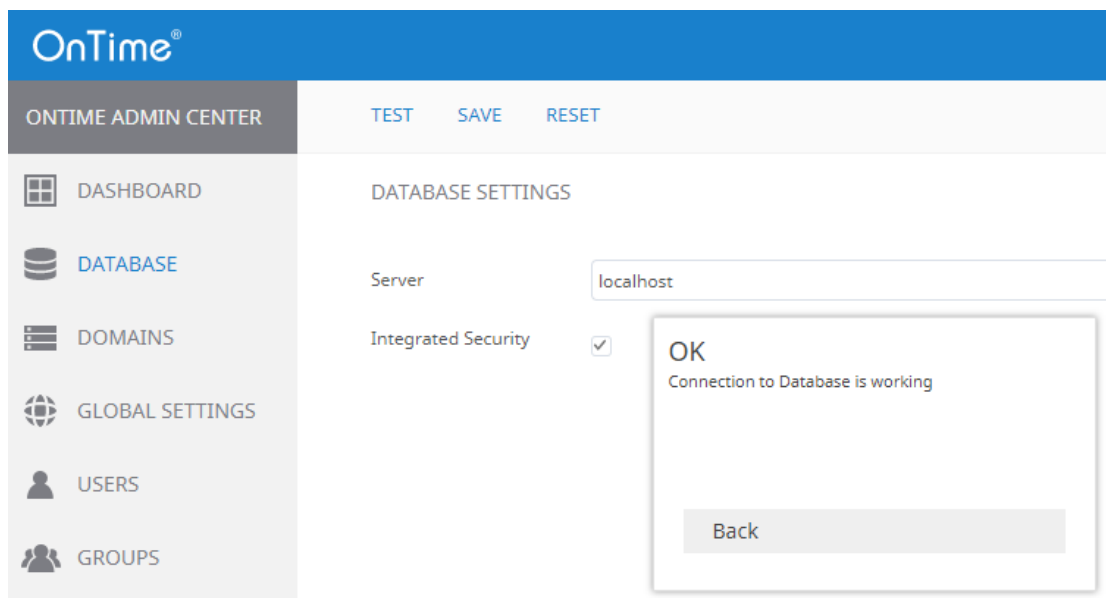 OnTime®
ONTIME ADMIN CENTER
TEST SAVE RESET
DASHBOARD
DATABASE
DOMAINS
GLOBAL SETTINGS
USERS
GROUPS
DATABASE SETTINGS
Server localhost
Integrated Security
OK
Connection to Database is working
Back